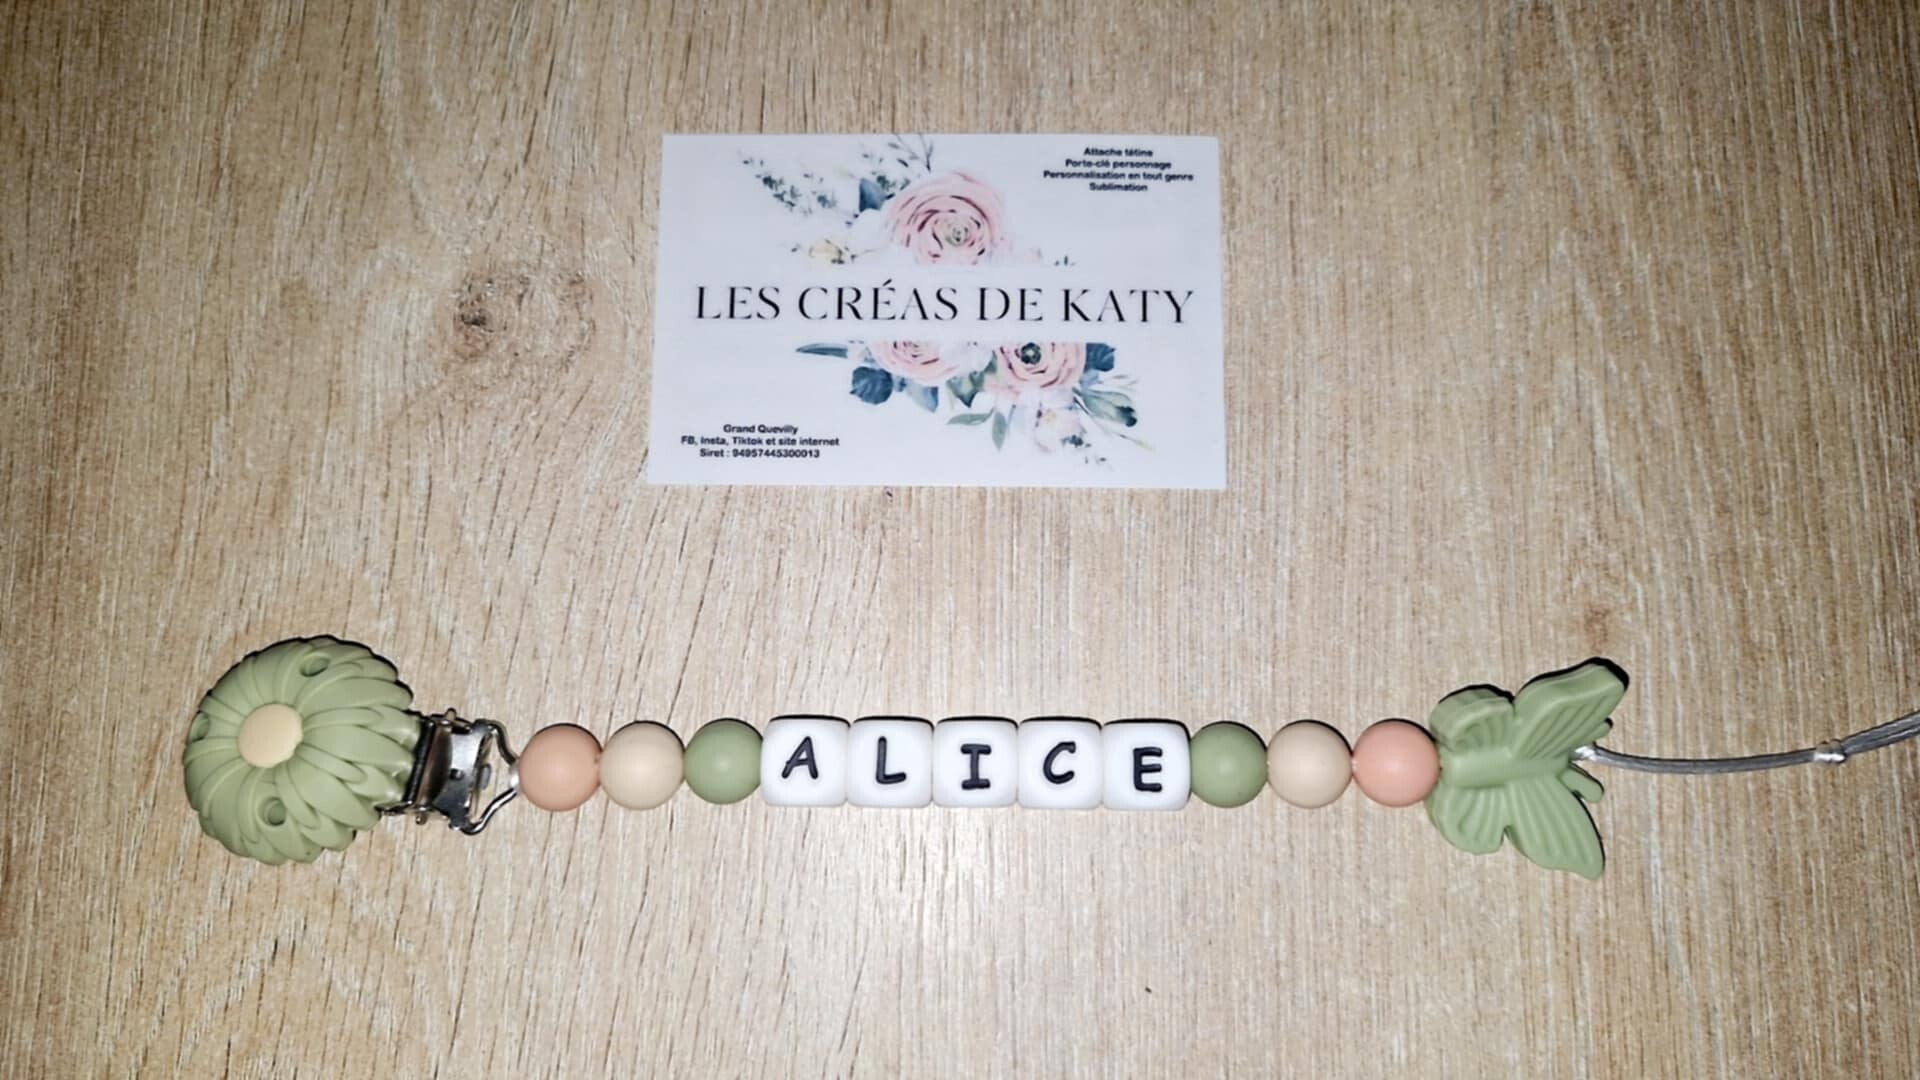 Attache tétine
Porte-clé personnage
Personnalisation en tout genre
Sublimation
LES CRÉAS DE KATY
Grand Quevilly
FB, Insta, Tiktok et site internet
Siret : 94957445300013
ALICE